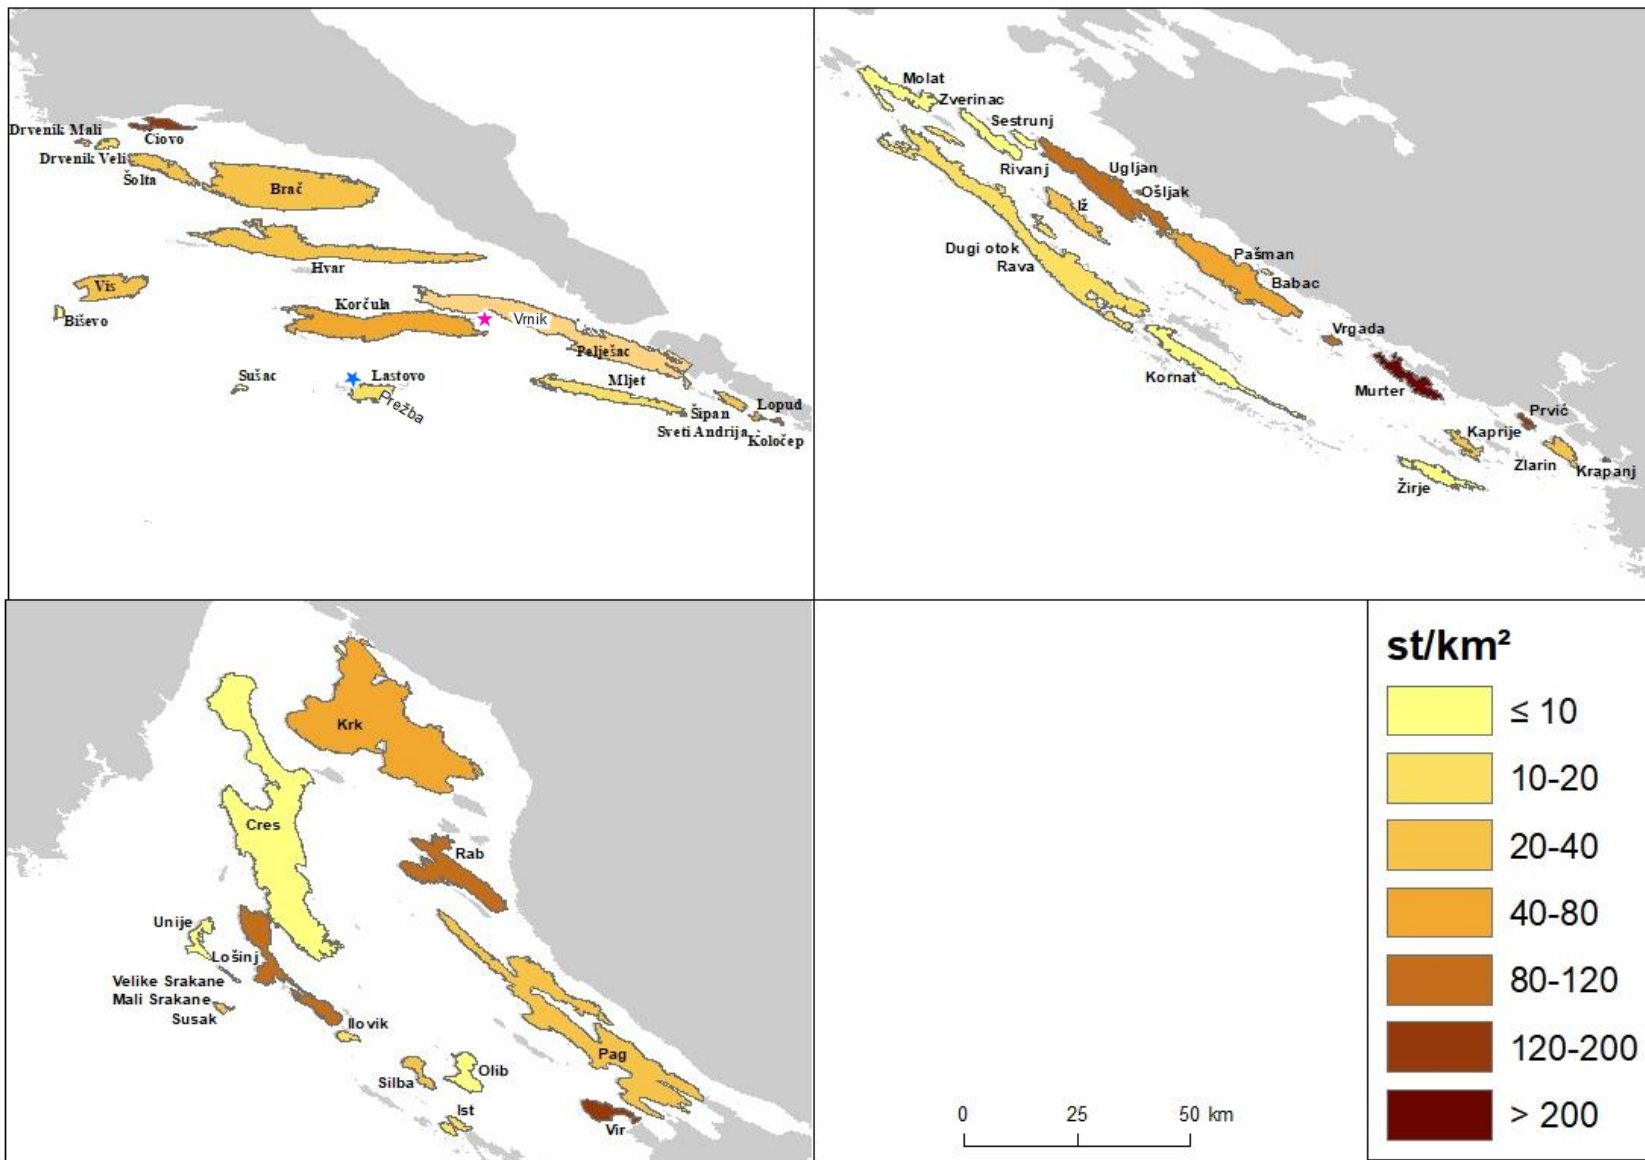 Drvenik Mali
Čiovo
Drvenik Veli
Šolta
Brač
Hvar
Vis
Biševo
Korčula
Vrnik
Pelješac
Sušac
Lastovo
Prežba
Mljet
Šipan
Lopud
Sveti Andrija
Koločep
Molat
Zverinac
Sestrunj
Rivanj
Ugljan
Ošljak
Iž
Dugi otok
Rava
Pašman
Babac
Vrgada
Kornat
Murter
Prvić
Kaprije
Zlarin
Krapanj
Žirje
Krk
Cres
Rab
Unije
Lošinj
Velike Srakane
Mali Srakane
Susak
Ilovik
Pag
Silba
Olib
Ist
Vir
0 25 50 km
st/km²
≤ 10
10-20
20-40
40-80
80-120
120-200
> 200